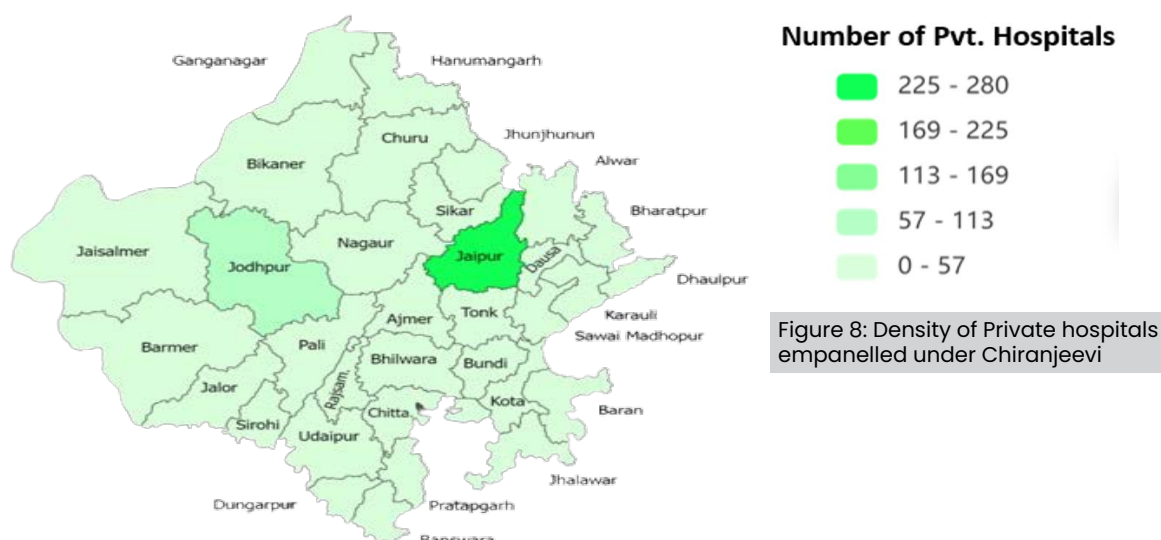 Number of Pvt. Hospitals
225 - 280
169 - 225
113 - 169
57 - 113
0 - 57
Figure 8: Density of Private hospitals
empanelled under Chiranjeevi
Ganganagar
Hanumangarh
Churu
Jhunjhunun
Bikaner
Alwar
Sikar
Bharatpur
Jaisalmer
Nagaur
Jaipur
Dausa
Jodhpur
Dhaulpur
Karauli
Ajmer
Tonk
Sawai Madhopur
Barmer
Pali
Bhilwara
Bundi
Jalor
Rajsam.
Chitta.
Kota
Baran
Sirohi
Udaipur
Jhalawar
Dungarpur
Pratapgarh